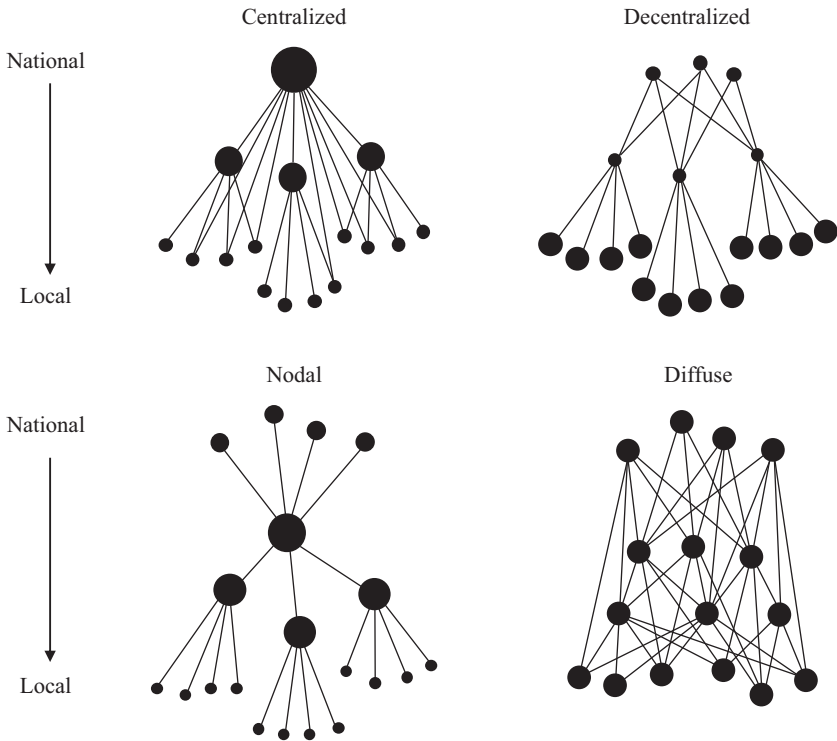 Centralized
Decentralized
National
Local
Nodal
Diffuse
National
Local